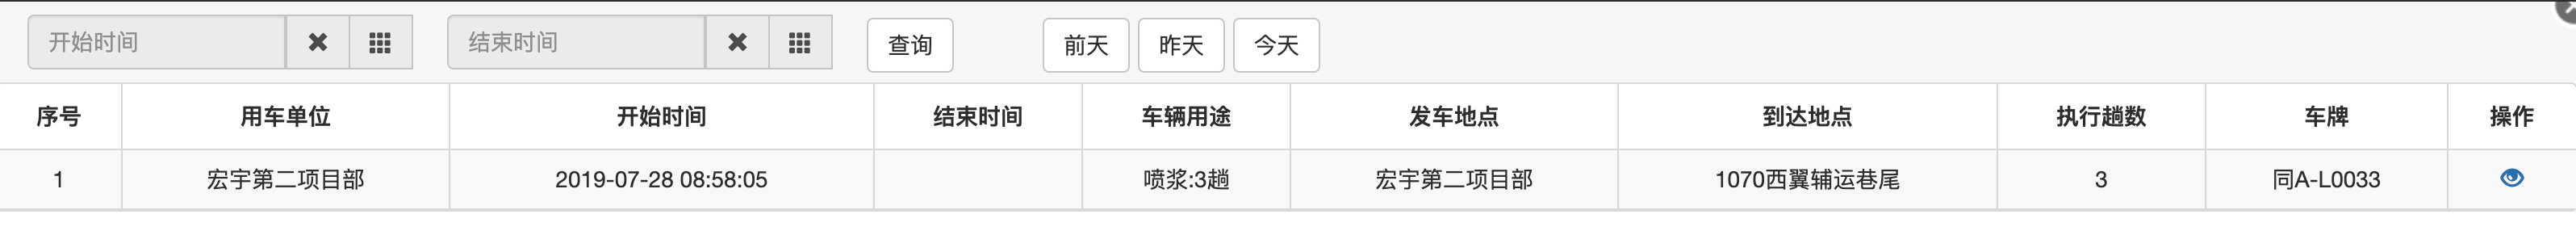 开始时间 结束时间 查询 前天 昨天 今天
序号 用车单位 开始时间 结束时间 车辆用途 发车地点 到达地点 执行趟数 车牌 操作
1 宏宇第二项目部 2019-07-28 08:58:05 喷浆:3趟 宏宇第二项目部 1070西翼辅运巷尾 3 同A-L0033